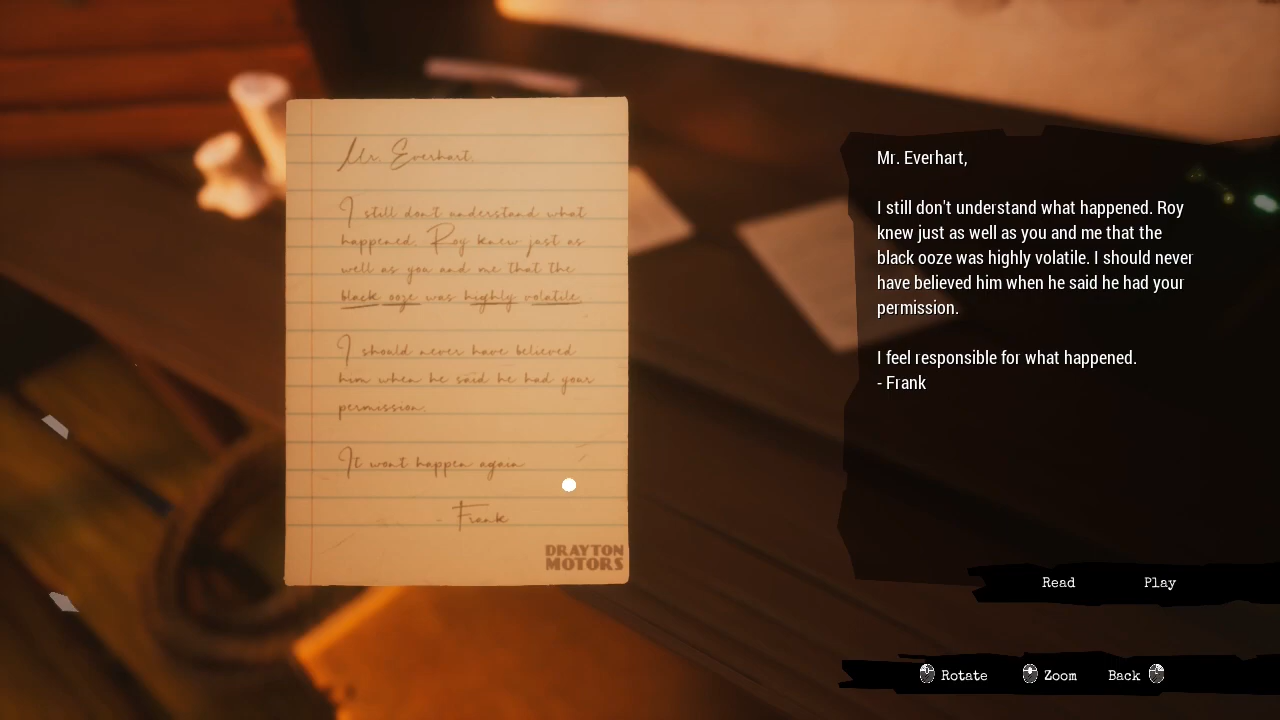 Mr. Everhart,
I still don't understand what
happened. Roy knew just as
well as you and me that the
black ooze was highly volatile.
I should never have believed
him when he said he had your
permission.
It wont happen again
- Frank
DRAYTON
MOTORS
Mr. Everhart,
I still don't understand what happened. Roy
knew just as well as you and me that the
black ooze was highly volatile. I should never
have believed him when he said he had your
permission.
I feel responsible for what happened.
- Frank
Read Play
Rotate Zoom Back